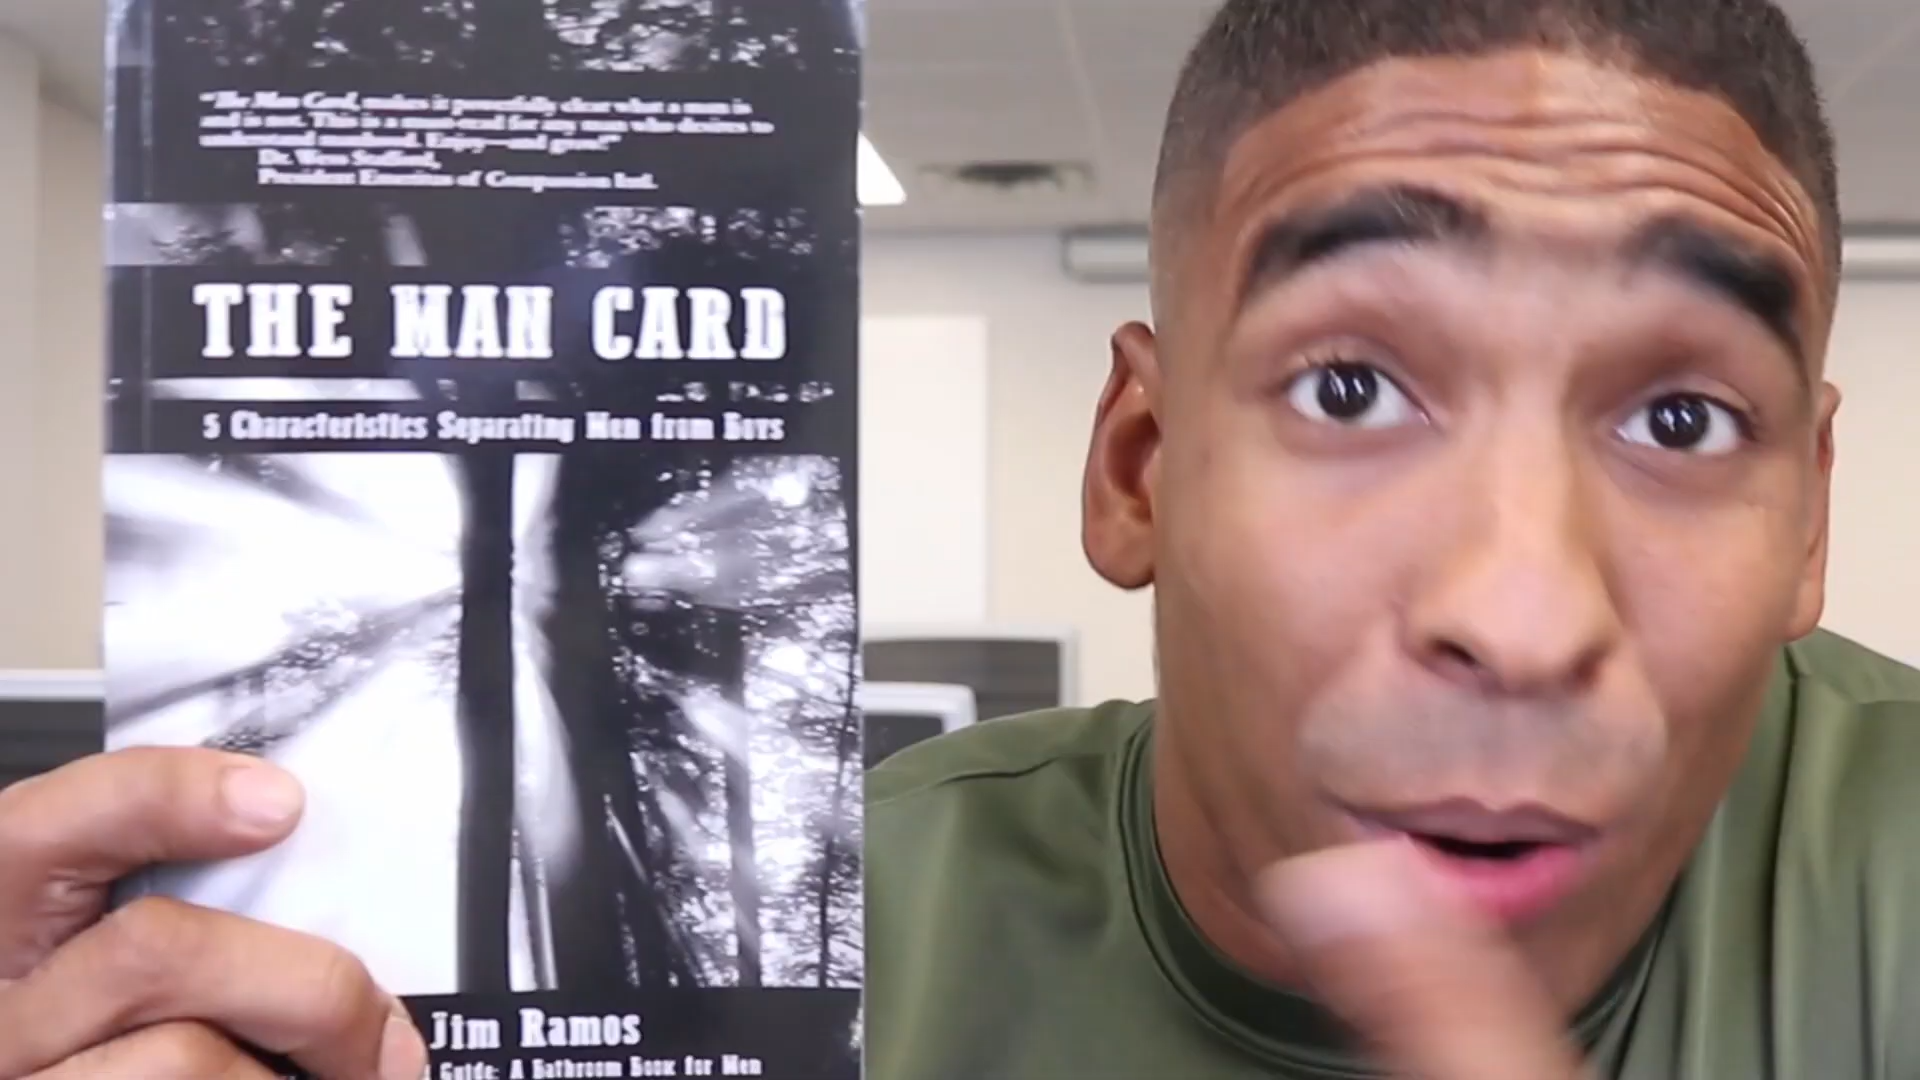 "The Man Card, makes it powerfully clear what a man is
and is not. This is a must-read for any man who desires to
understand manhood. Enjoy—and grow!"
Dr. Wess Stafford,
President Emeritus of Compassion Intl.
THE MAN CARD
5 Characteristics Separating Men from Boys
Jim Ramos
Guide: A Bathroom Book for Men